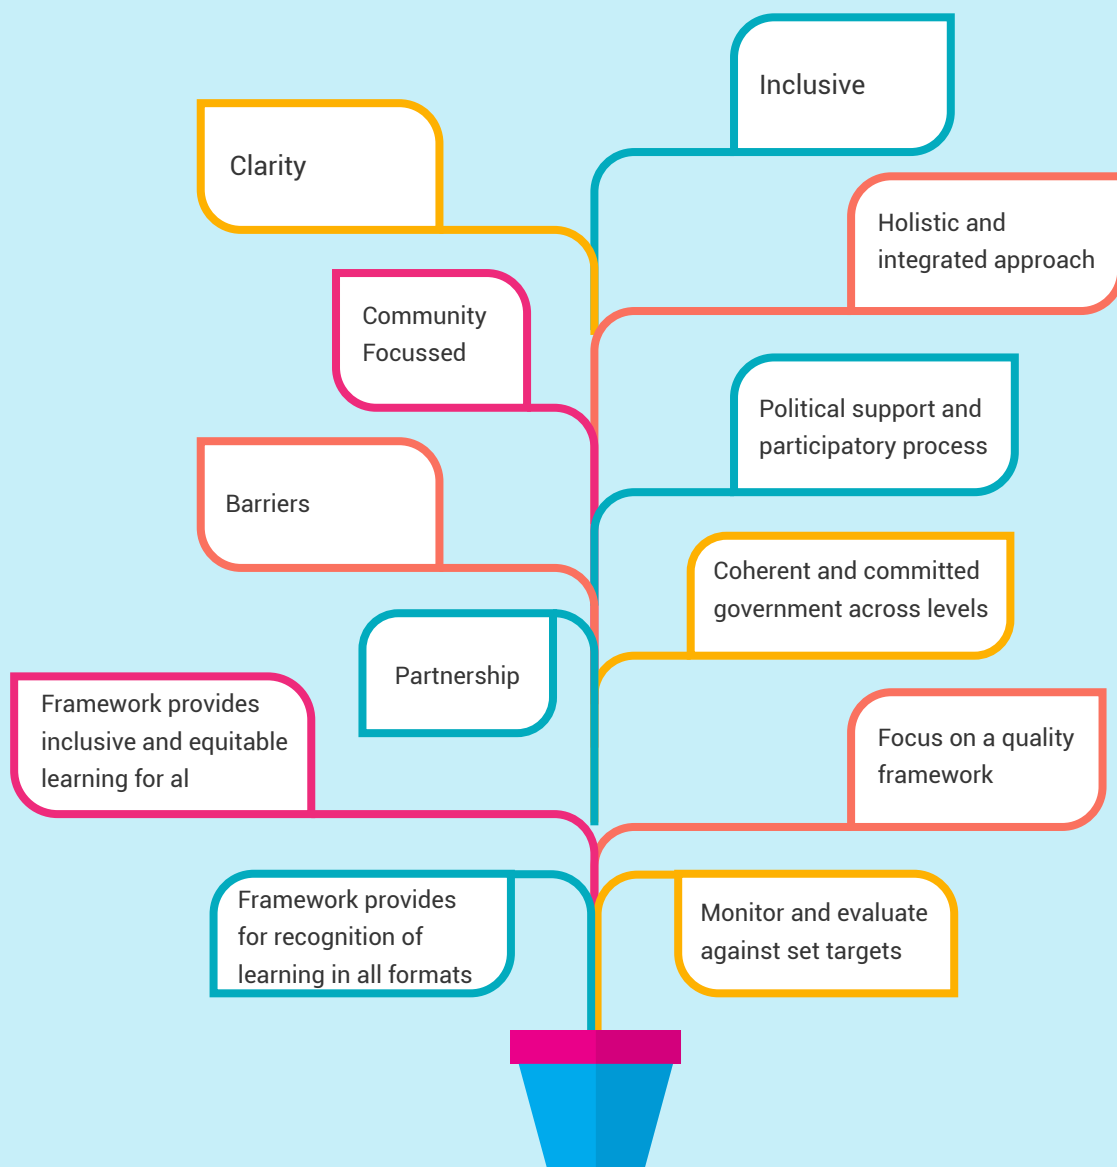 Inclusive
Clarity
Holistic and
integrated approach
Community
Focussed
Political support and
participatory process
Barriers
Coherent and committed
government across levels
Partnership
Framework provides
inclusive and equitable
learning for al
Focus on a quality
framework
Framework provides
for recognition of
learning in all formats
Monitor and evaluate
against set targets